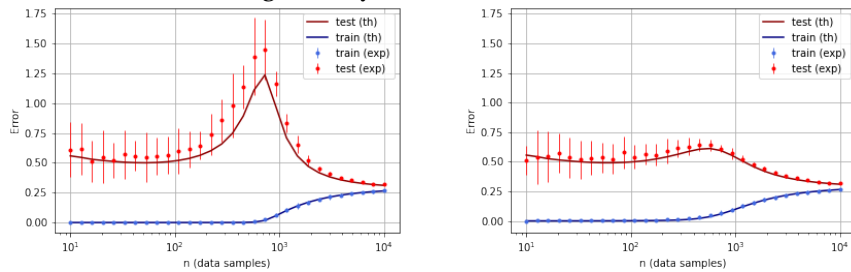 1.75
1.50
1.25
1.00
0.75
0.50
0.25
0.00
Error
10¹ 10² 10³ 10⁴
n (data samples)
test (th)
train (th)
train (exp)
test (exp)
1.75
1.50
1.25
1.00
0.75
0.50
0.25
0.00
Error
10¹ 10² 10³ 10⁴
n (data samples)
test (th)
train (th)
train (exp)
test (exp)